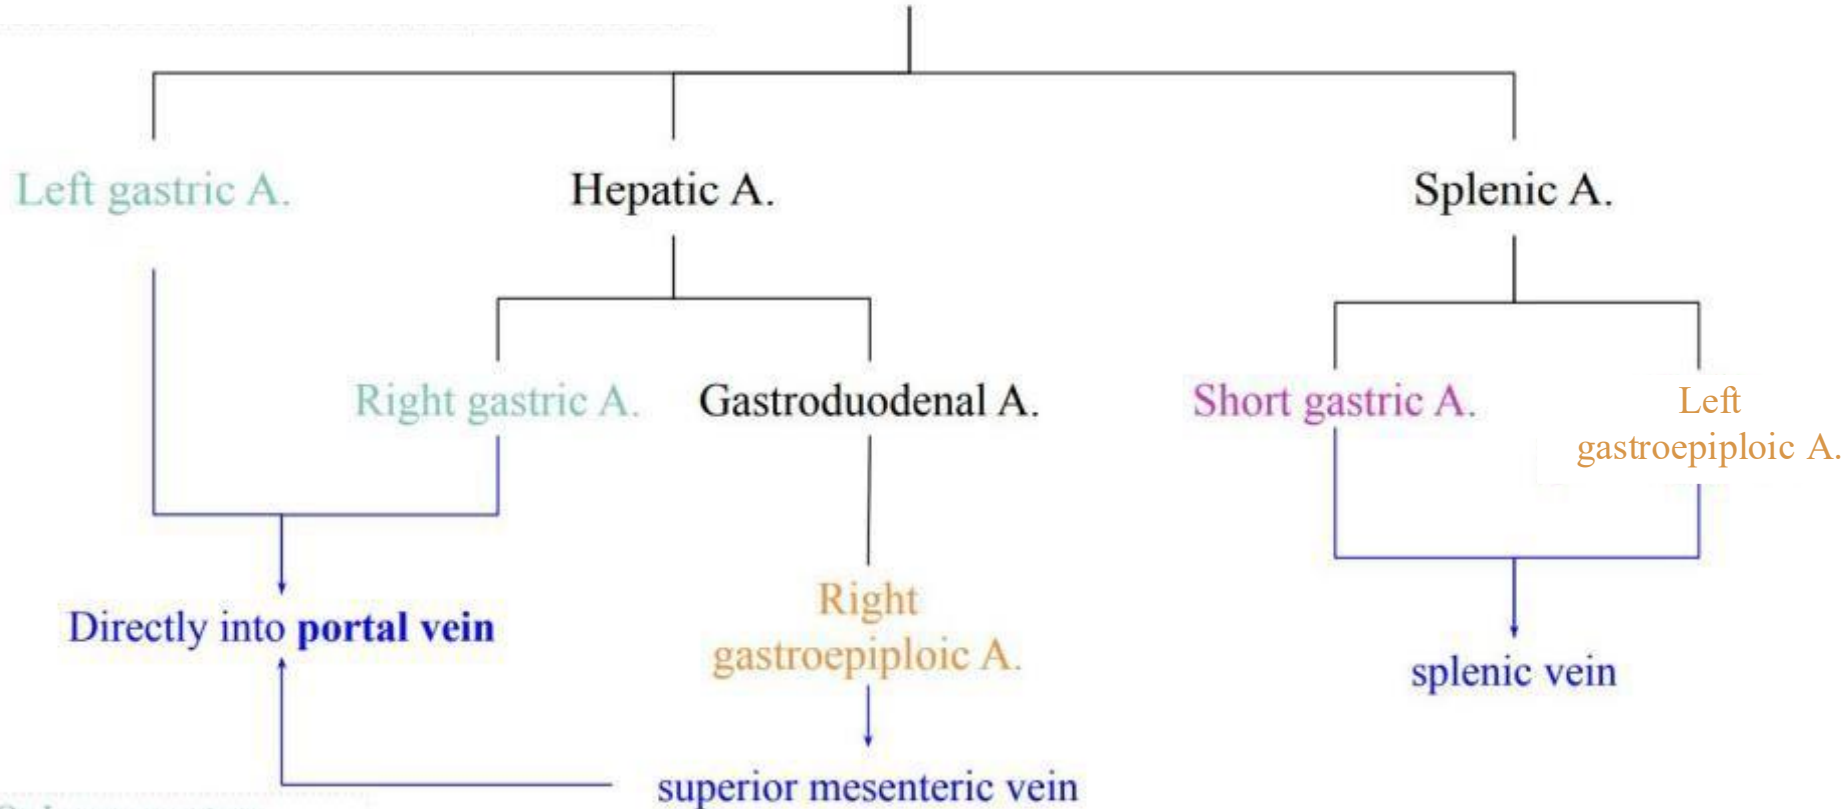 Left gastric A.
Hepatic A.
Splenic A.
Right gastric A.
Gastroduodenal A.
Short gastric A.
Left
gastroepiploic A.
Directly into portal vein
Right
gastroepiploic A.
splenic vein
superior mesenteric vein